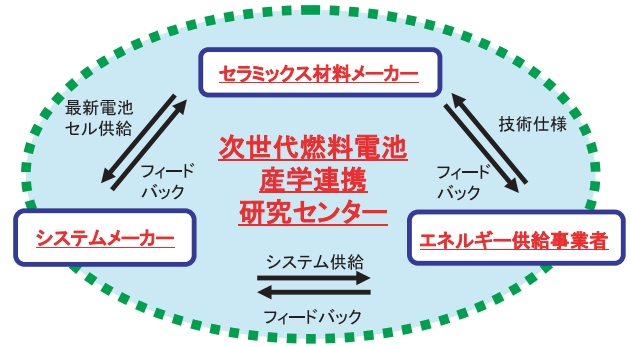 セラミックス材料メーカー
最新電池
セル供給
技術仕様
次世代燃料電池
産学連携
研究センター
フィード
バック
フィード
バック
システムメーカー
エネルギー供給事業者
システム供給
フィードバック